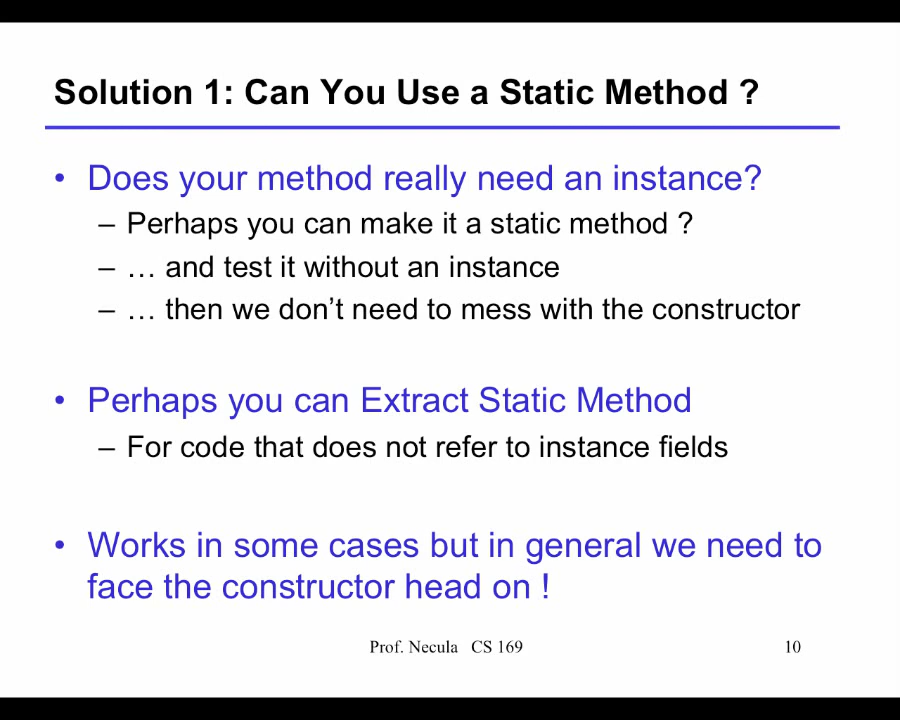 Solution 1: Can You Use a Static Method ?
• Does your method really need an instance?
– Perhaps you can make it a static method ?
– … and test it without an instance
– … then we don’t need to mess with the constructor
• Perhaps you can Extract Static Method
– For code that does not refer to instance fields
• Works in some cases but in general we need to
face the constructor head on !
Prof. Necula CS 169 10